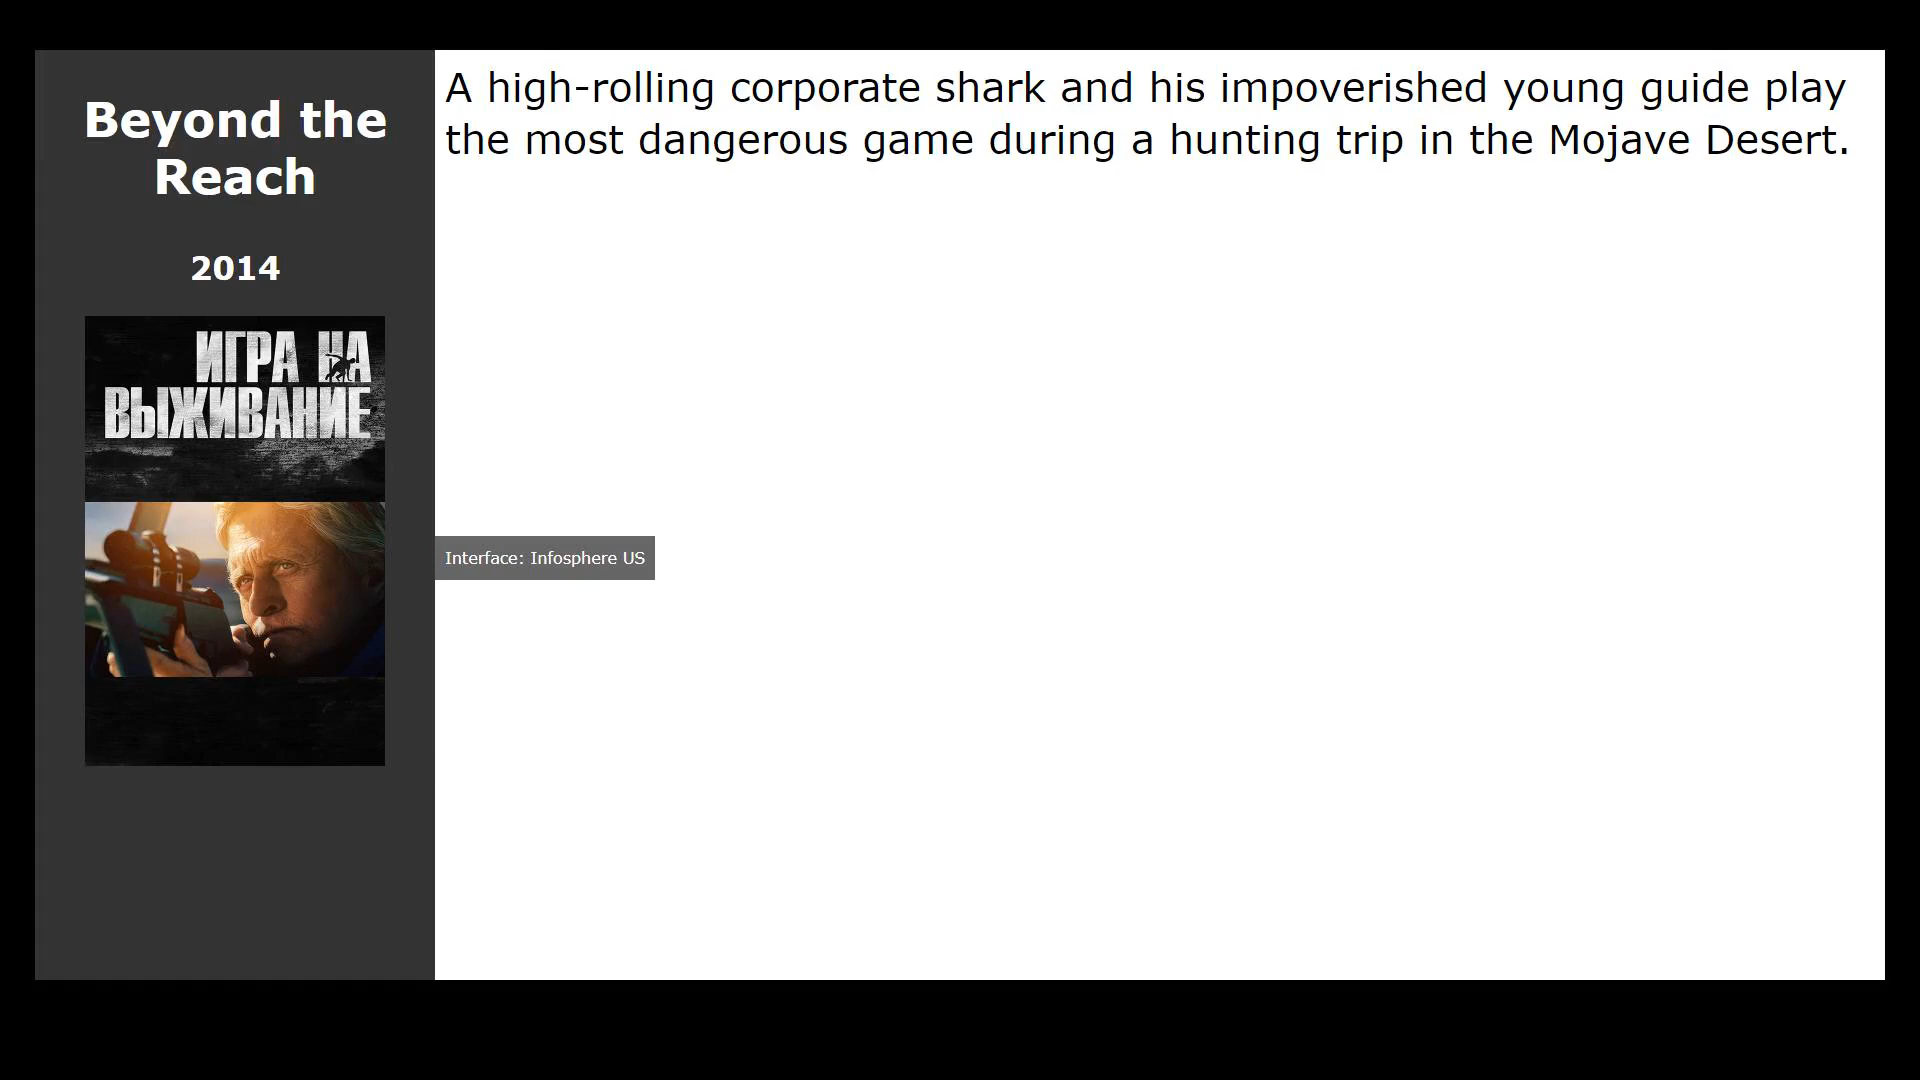 Beyond the
Reach
2014
ИГРА НА
ВЫЖИВАНИЕ
A high-rolling corporate shark and his impoverished young guide play
the most dangerous game during a hunting trip in the Mojave Desert.
Interface: Infosphere US